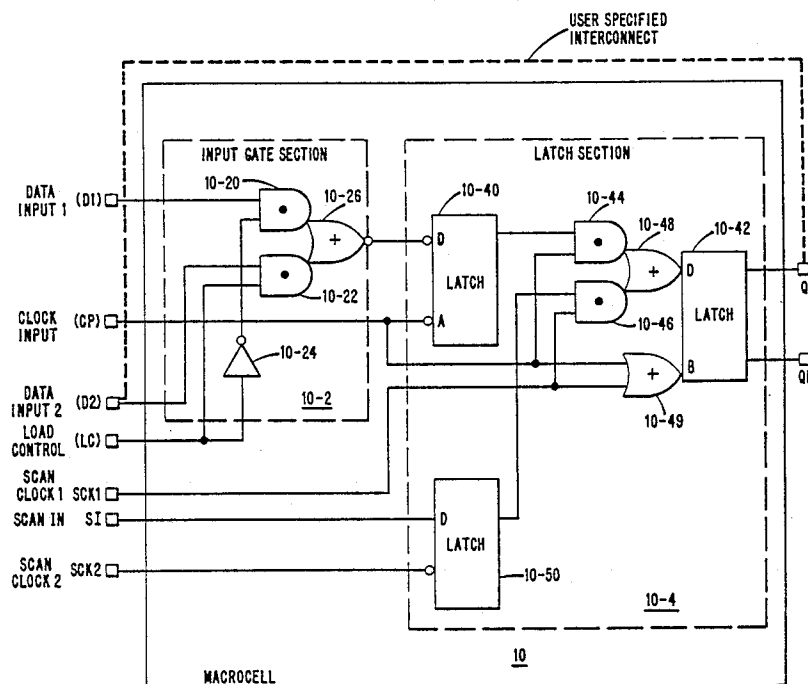 USER SPECIFIED
INTERCONNECT
INPUT GATE SECTION
LATCH SECTION
10-20
10-26
10-40
10-44
10-48
10-42
DATA
INPUT 1 (D1)
D
LATCH
A
D
LATCH
B
Q
10-22
10-46
CLOCK
INPUT (CP)
10-24
10-49
DATA
INPUT 2 (D2)
10-2
LOAD
CONTROL (LC)
SCAN
CLOCK 1 SCK1
SCAN IN SI
D
LATCH
SCAN
CLOCK 2 SCK2
10-50
10-4
10
MACROCELL